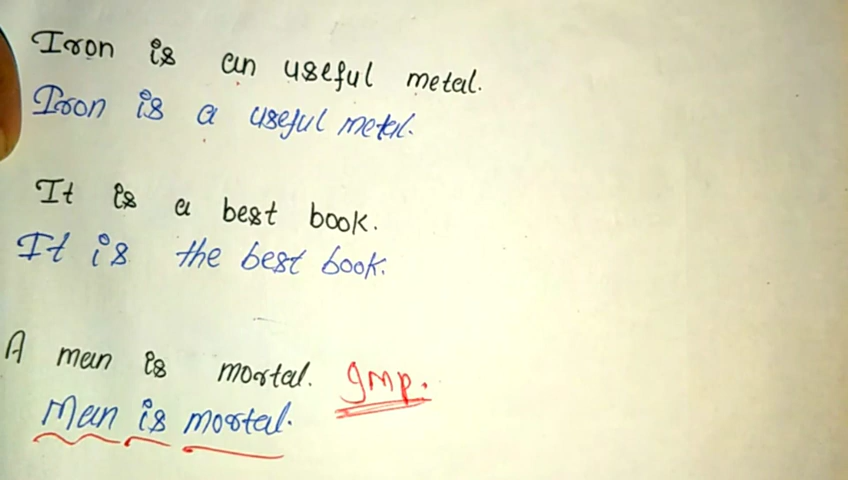 Iron is an useful metal.
Iron is a useful metal.
It is a best book.
It is the best book.
A man is mortal. Imp.
Man is mortal.